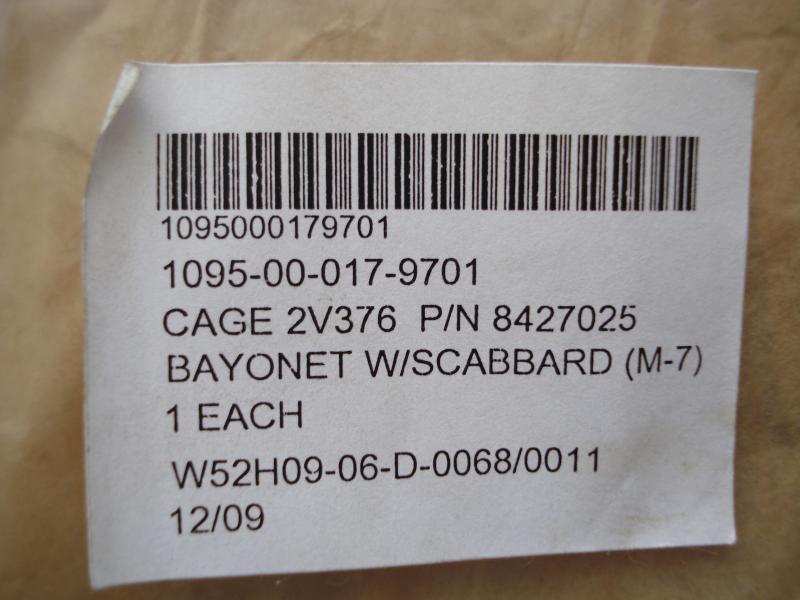 1095000179701
1095-00-017-9701
CAGE 2V376 P/N 8427025
BAYONET W/SCABBARD (M-7)
1 EACH
W52H09-06-D-0068/0011
12/09